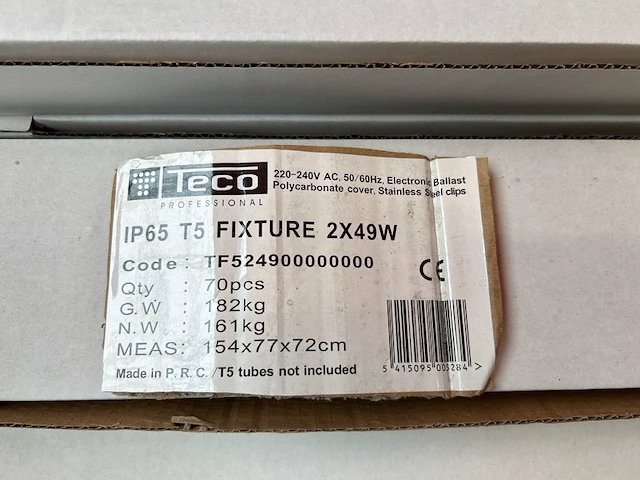 Teco
PROFESSIONAL
220-240V AC, 50/60Hz, Electronic Ballast
Polycarbonate cover, Stainless Steel clips
IP65 T5 FIXTURE 2X49W
Code : TF524900000000
CE
Qty : 70pcs
G.W : 182kg
N.W : 161kg
MEAS: 154x77x72cm
Made in P. R. C. /T5 tubes not included
5 415095 003284 >